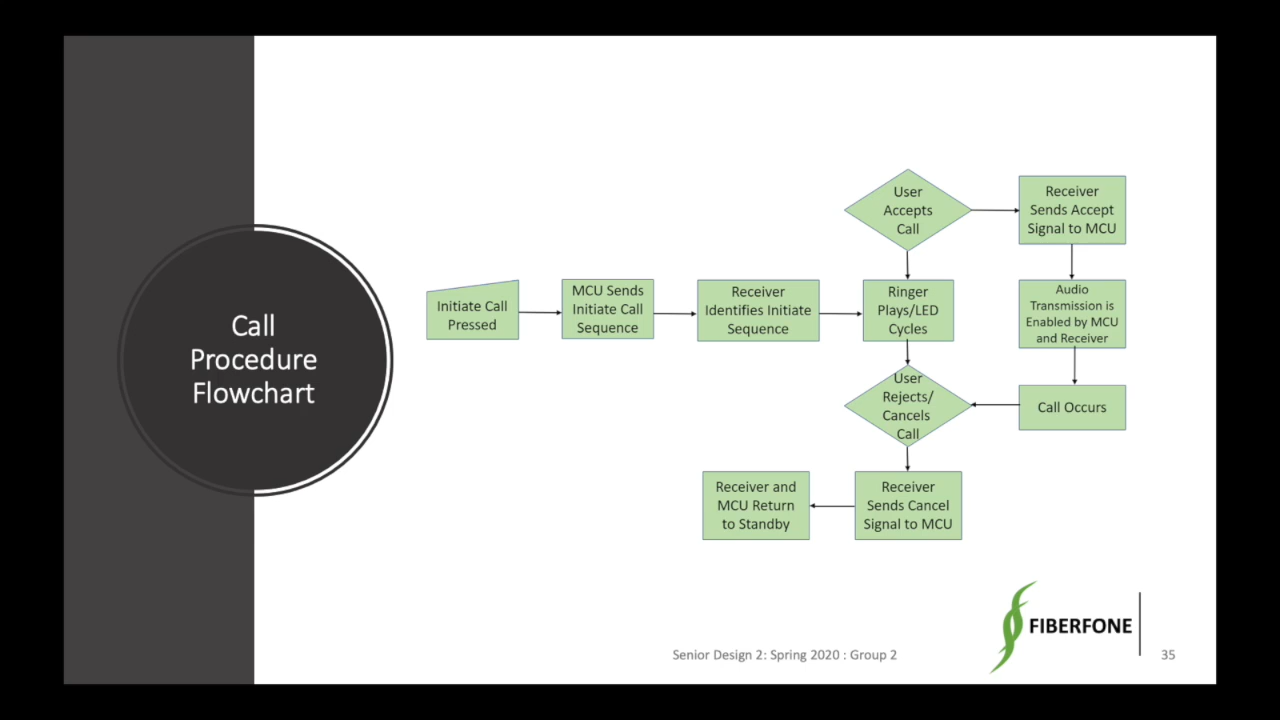 Call
Procedure
Flowchart
Initiate Call
Pressed
MCU Sends
Initiate Call
Sequence
Receiver
Identifies Initiate
Sequence
Ringer
Plays/LED
Cycles
User
Accepts
Call
Receiver
Sends Accept
Signal to MCU
Audio
Transmission is
Enabled by MCU
and Receiver
Call Occurs
User
Rejects/
Cancels
Call
Receiver
Sends Cancel
Signal to MCU
Receiver and
MCU Return
to Standby
FIBERFONE
Senior Design 2: Spring 2020 : Group 2
35